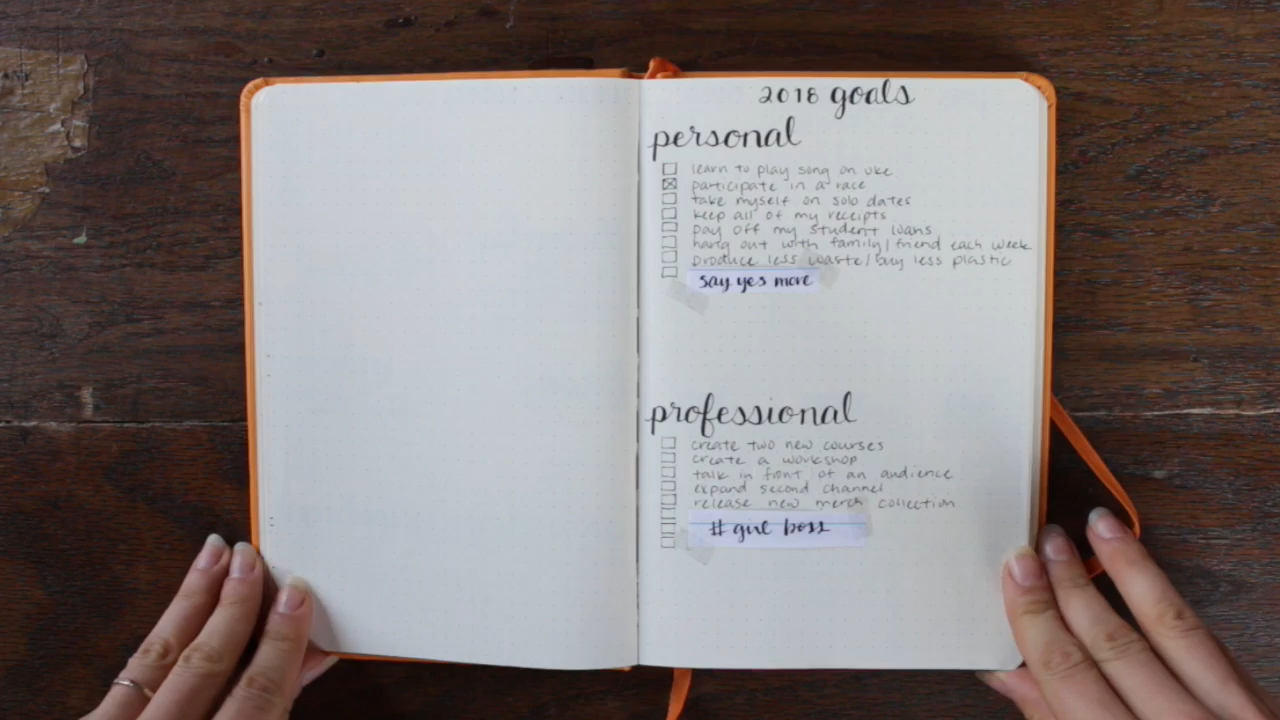 2018 goals
personal
learn to play song on uke
participate in a race
take myself on solo dates
keep all of my receipts
pay off my student loans
hang out with family/friend each week
produce less waste/buy less plastic
say yes more
professional
create two new courses
create a workshop
talk in front of an audience
expand second channel
release new merch collection
#girl boss